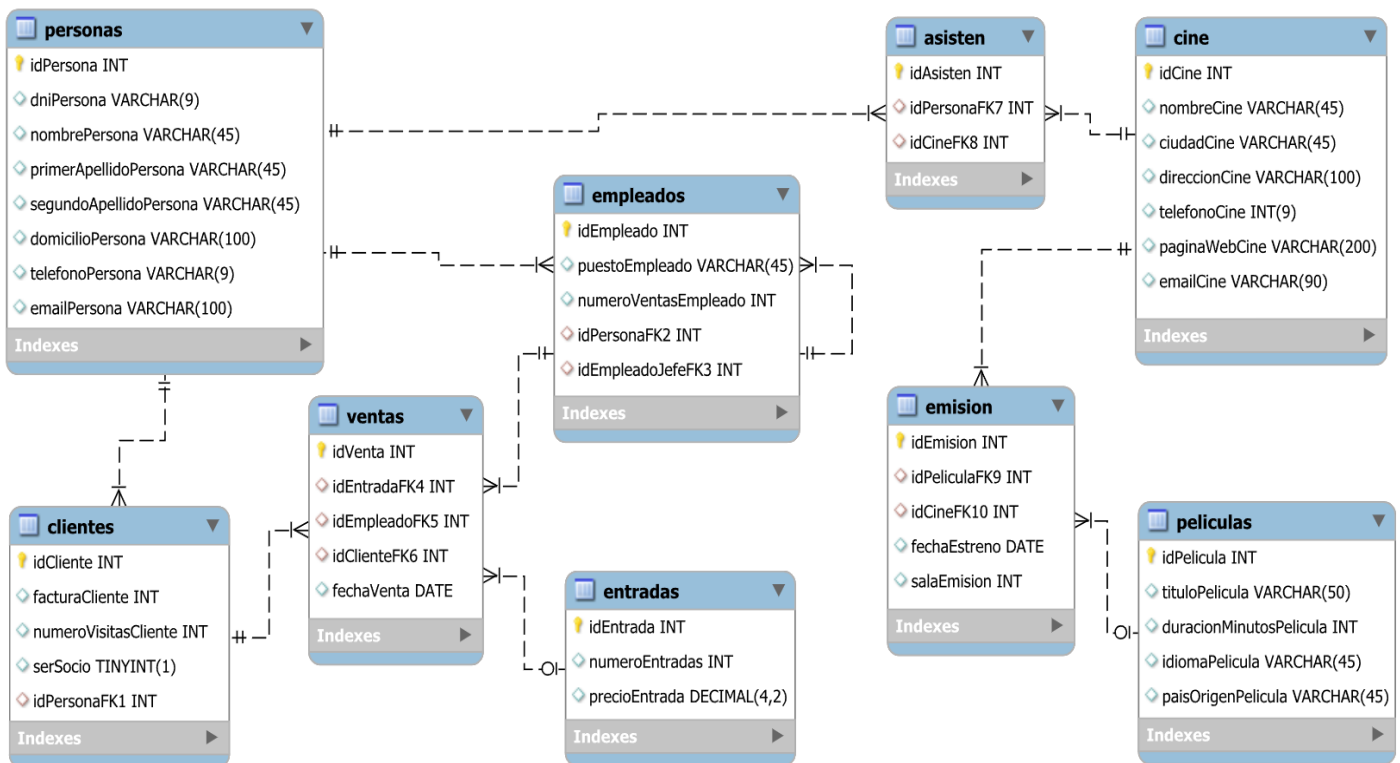 personas
idPersona INT
dniPersona VARCHAR(9)
nombrePersona VARCHAR(45)
primerApellidoPersona VARCHAR(45)
segundoApellidoPersona VARCHAR(45)
domicilioPersona VARCHAR(100)
telefonoPersona VARCHAR(9)
emailPersona VARCHAR(100)
Indexes
asisten
idAsisten INT
idPersonaFK7 INT
idCineFK8 INT
Indexes
cine
idCine INT
nombreCine VARCHAR(45)
ciudadCine VARCHAR(45)
direccionCine VARCHAR(100)
telefonoCine INT(9)
paginaWebCine VARCHAR(200)
emailCine VARCHAR(90)
Indexes
empleados
idEmpleado INT
puestoEmpleado VARCHAR(45)
numeroVentasEmpleado INT
idPersonaFK2 INT
idEmpleadoJefeFK3 INT
Indexes
ventas
idVenta INT
idEntradaFK4 INT
idEmpleadoFK5 INT
idClienteFK6 INT
fechaVenta DATE
Indexes
emision
idEmision INT
idPeliculaFK9 INT
idCineFK10 INT
fechaEstreno DATE
salaEmision INT
Indexes
clientes
idCliente INT
facturaCliente INT
numeroVisitasCliente INT
serSocio TINYINT(1)
idPersonaFK1 INT
Indexes
entradas
idEntrada INT
numeroEntradas INT
precioEntrada DECIMAL(4,2)
Indexes
peliculas
idPelicula INT
tituloPelicula VARCHAR(50)
duracionMinutosPelicula INT
idiomaPelicula VARCHAR(45)
paisOrigenPelicula VARCHAR(45)
Indexes